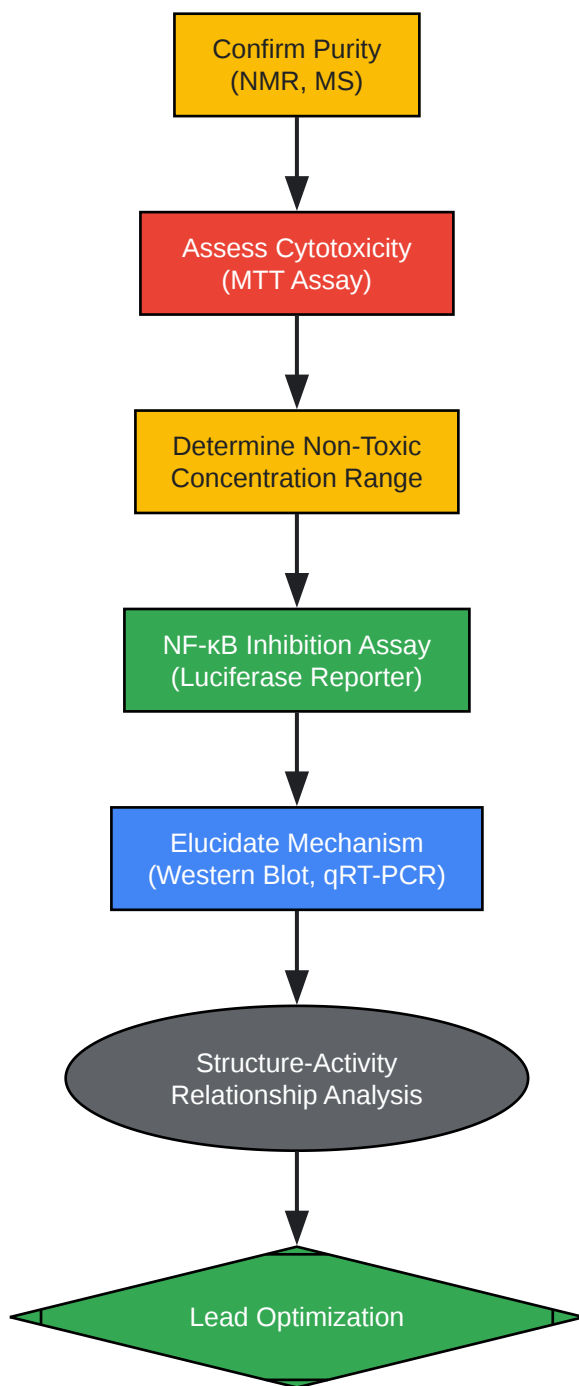 Confirm Purity
(NMR, MS)
Assess Cytotoxicity
(MTT Assay)
Determine Non-Toxic
Concentration Range
NF-κB Inhibition Assay
(Luciferase Reporter)
Elucidate Mechanism
(Western Blot, qRT-PCR)
Structure-Activity
Relationship Analysis
Lead Optimization